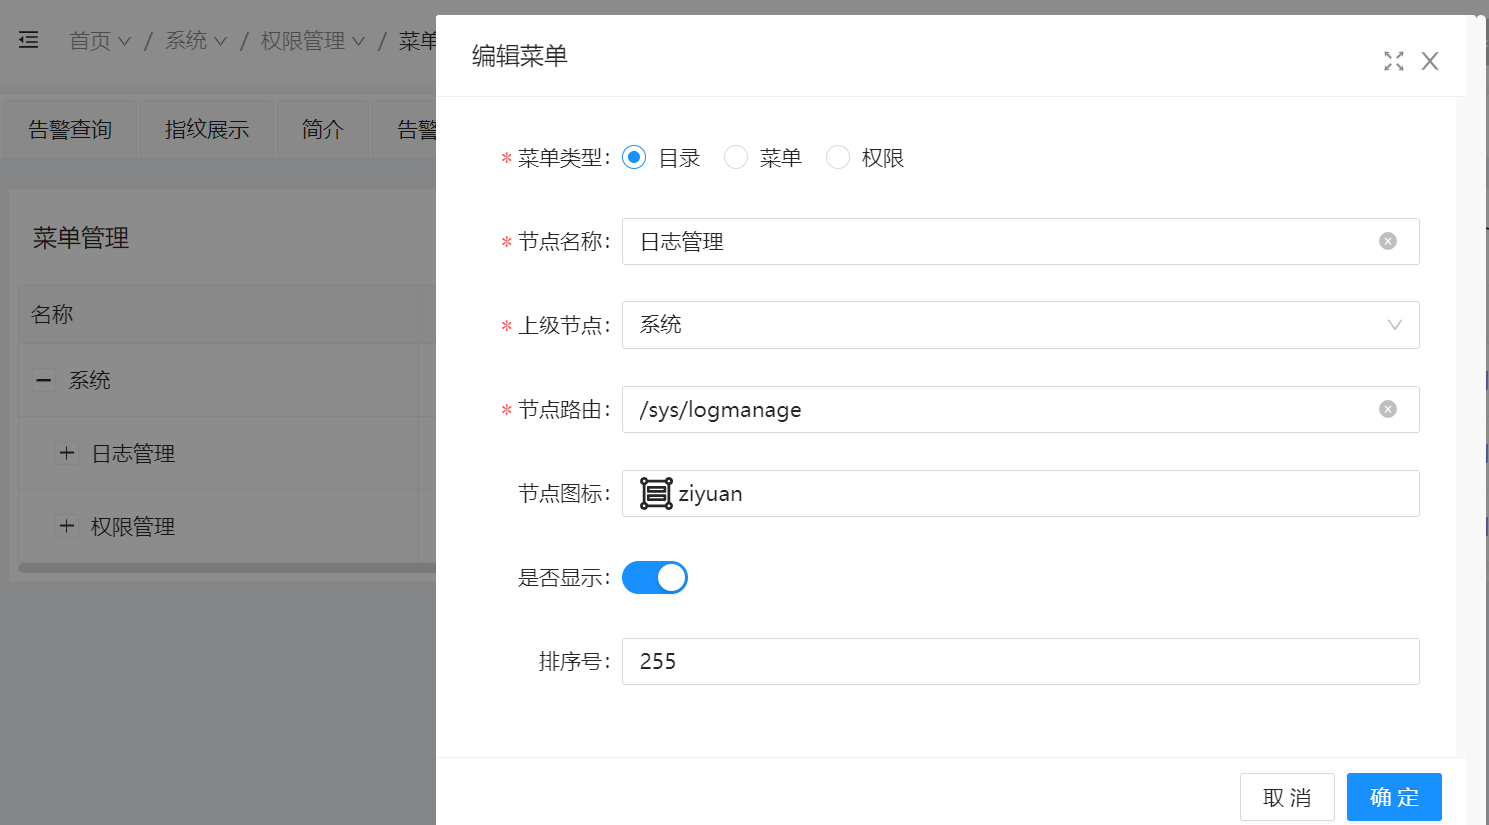 首页 / 系统 / 权限管理 / 菜单
告警查询 指纹展示 简介 告警
菜单管理
名称
系统
日志管理
权限管理
编辑菜单
* 菜单类型: 目录 菜单 权限
* 节点名称: 日志管理
* 上级节点: 系统
* 节点路由: /sys/logmanage
节点图标: ziyuan
是否显示:
排序号: 255
取 消 确 定